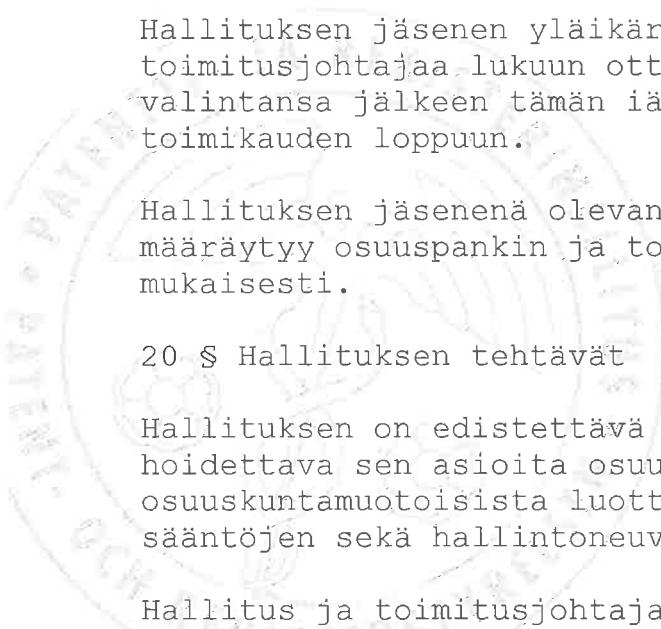 Hallituksen jäsenen yläikär
toimitusjohtajaa lukuun ott
valintansa jälkeen tämän iä
toimikauden loppuun.
Hallituksen jäsenenä olevan
määräytyy osuuspankin ja to
mukaisesti.
20 § Hallituksen tehtävät
Hallituksen on edistettävä
hoidettava sen asioita osuu
osuuskuntamuotoisista luott
sääntöjen sekä hallintoneuv
Hallitus ja toimitusjohtaja